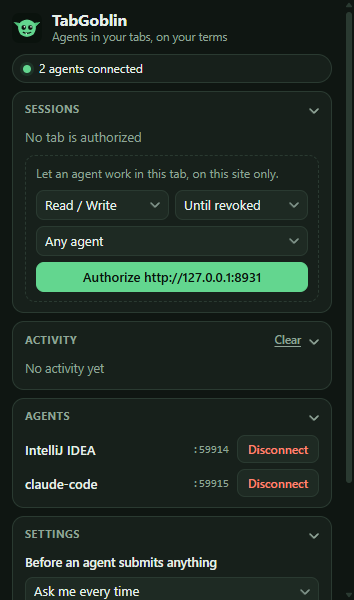 TabGoblin
Agents in your tabs, on your terms
2 agents connected
SESSIONS
No tab is authorized
Let an agent work in this tab, on this site only.
Read / Write
Until revoked
Any agent
Authorize http://127.0.0.1:8931
ACTIVITY
Clear
No activity yet
AGENTS
IntelliJ IDEA :59914 Disconnect
claude-code :59915 Disconnect
SETTINGS
Before an agent submits anything
Ask me every time